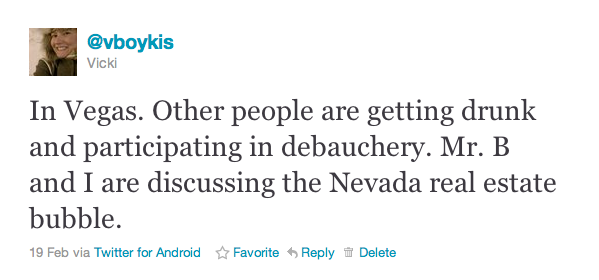 @vboykis
Vicki
In Vegas. Other people are getting drunk
and participating in debauchery. Mr. B
and I are discussing the Nevada real estate
bubble.
19 Feb via Twitter for Android Favorite Reply Delete